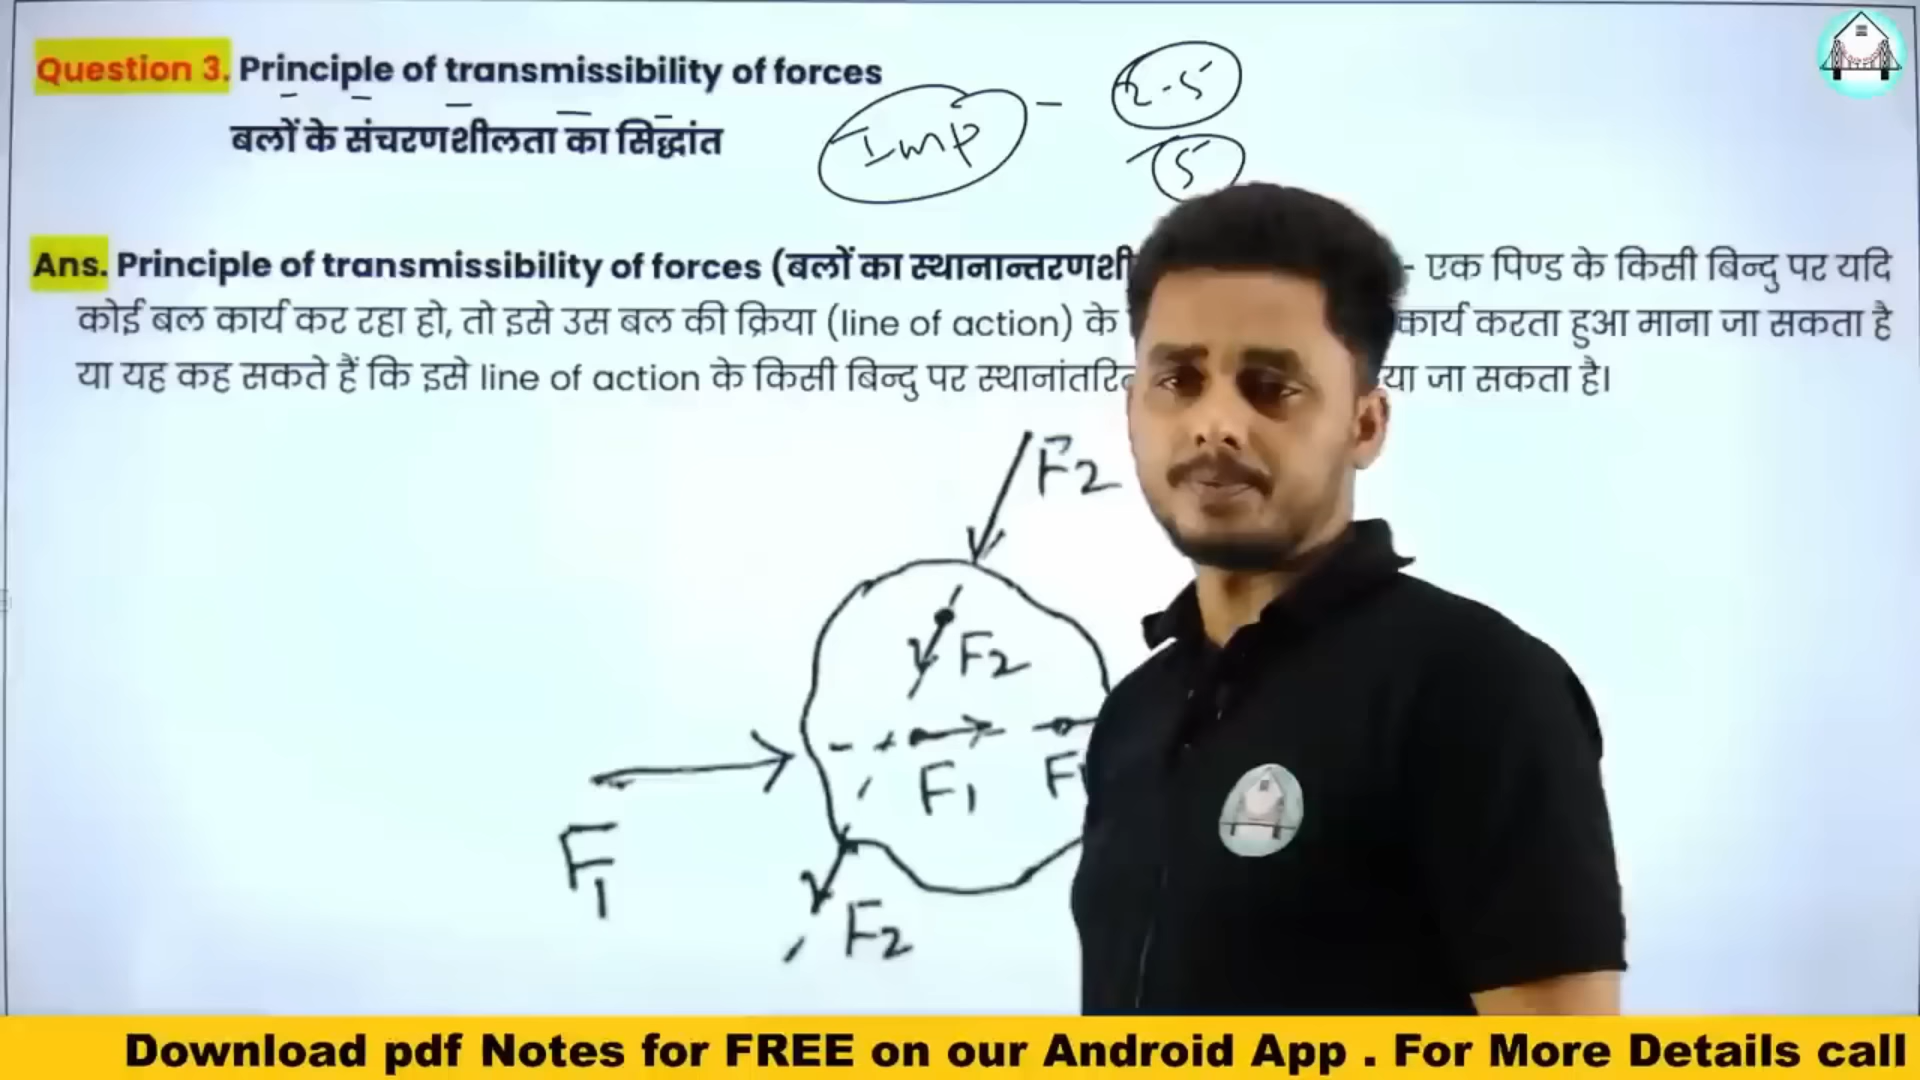 Question 3. Principle of transmissibility of forces
बलों के संचरणशीलता का सिद्धांत
Imp
2.5
5
Ans. Principle of transmissibility of forces (बलों का - एक पिण्ड के किसी बिन्दु पर यदि
कोई बल कार्य कर रहा हो, तो इसे उस बल की क्रिया (line of action) के कार्य करता हुआ माना जा सकता है
या यह कह सकते हैं कि इसे line of action के किसी बिन्दु पर जा सकता है।
F2
F2
F1
F1
F2
Download pdf Notes for FREE on our Android App . For More Details call